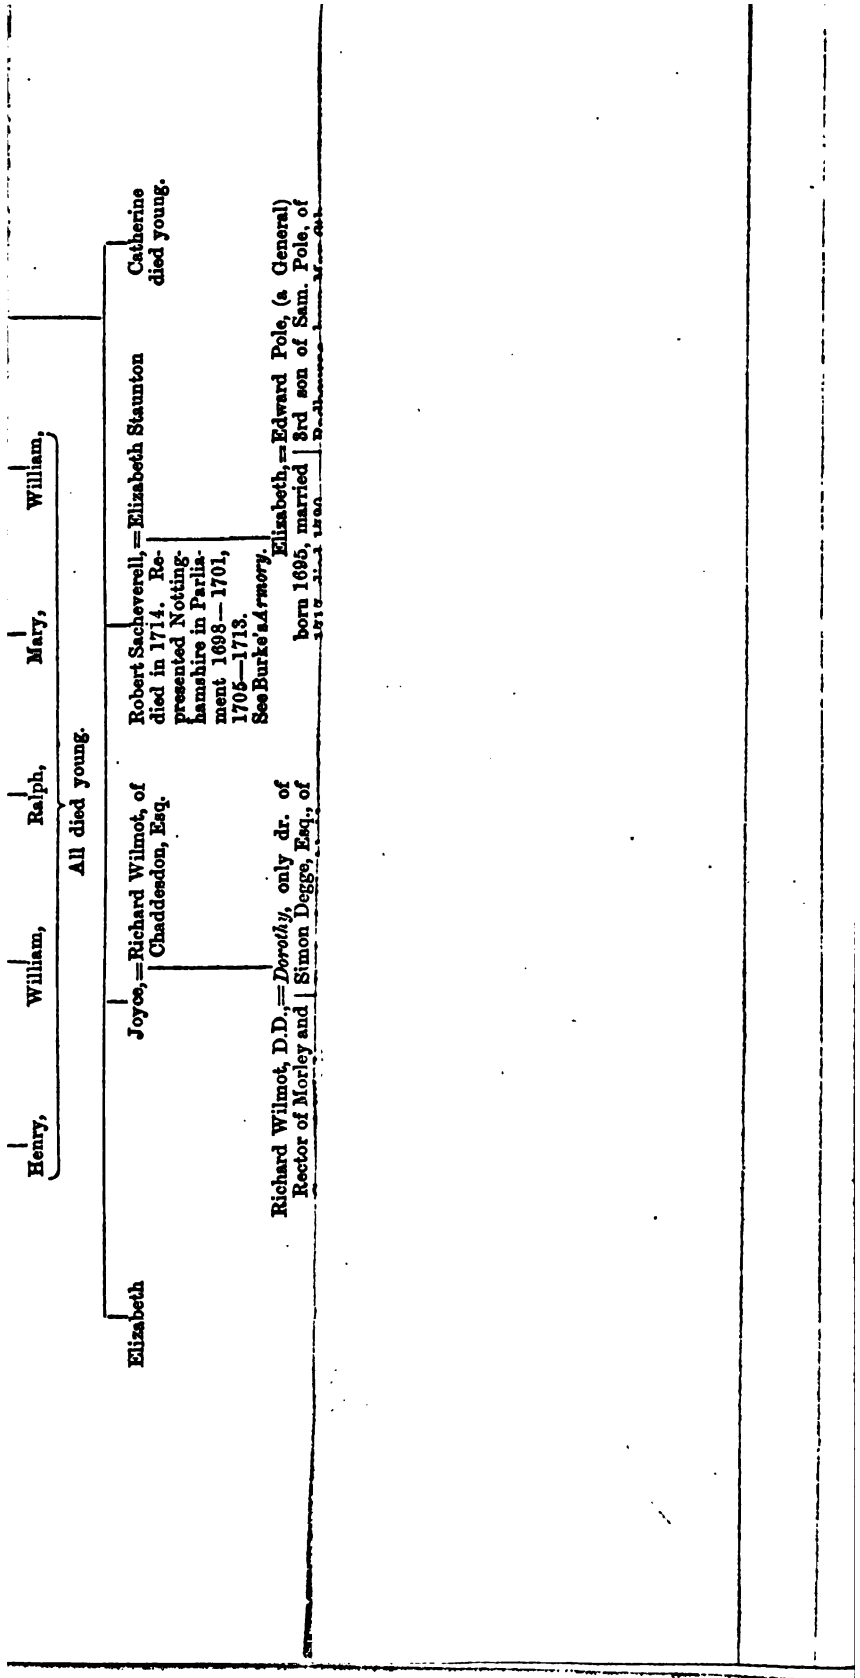 Henry, William, Ralph, Mary, William,
All died young.
Elizabeth
Joyce,=Richard Wilmot, of
Chaddesdon, Esq.
Robert Sacheverell,=Elizabeth Staunton
died in 1714. Re-
presented Notting-
hamshire in Parlia-
ment 1698—1701,
1705—1713.
See Burke's Armory.
Catherine
died young.
Richard Wilmot, D.D.,=Dorothy, only dr. of
Rector of Morley and | Simon Degge, Esq., of
Elizabeth,=Edward Pole, (a General)
born 1695, married | 3rd son of Sam. Pole, of